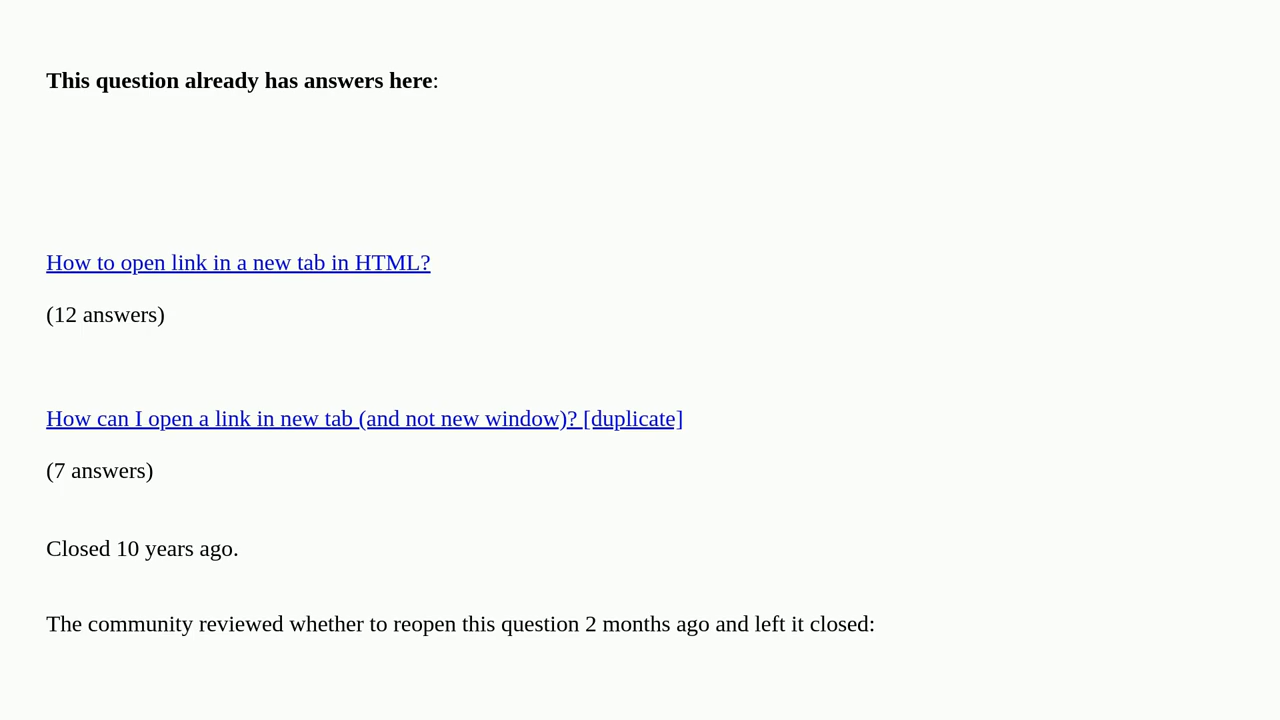 This question already has answers here:
How to open link in a new tab in HTML?
(12 answers)
How can I open a link in new tab (and not new window)? [duplicate]
(7 answers)
Closed 10 years ago.
The community reviewed whether to reopen this question 2 months ago and left it closed: